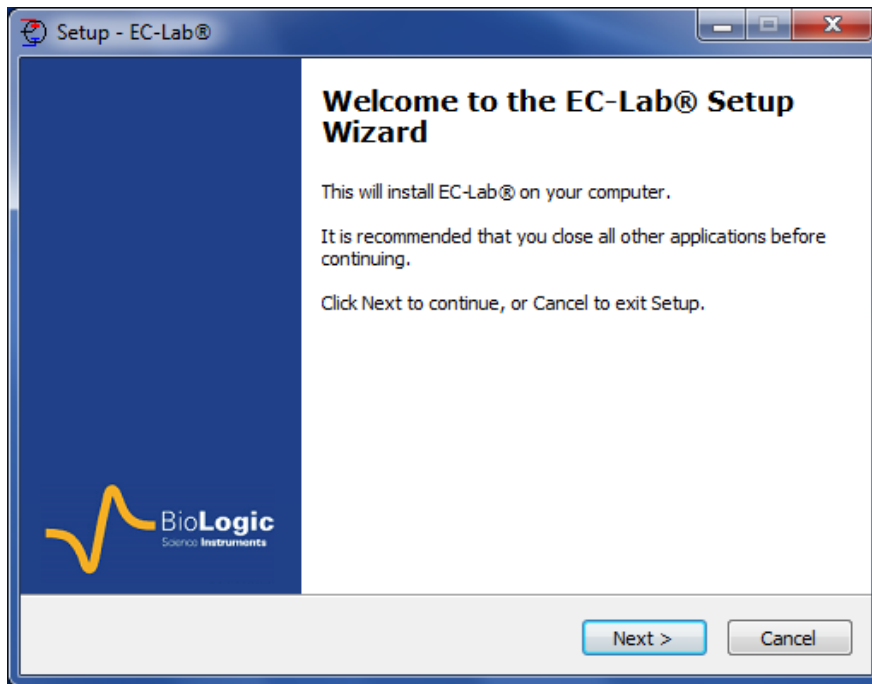 Setup - EC-Lab®
Welcome to the EC-Lab® Setup
Wizard
This will install EC-Lab® on your computer.
It is recommended that you close all other applications before
continuing.
Click Next to continue, or Cancel to exit Setup.
BioLogic
Science Instruments
Next >
Cancel